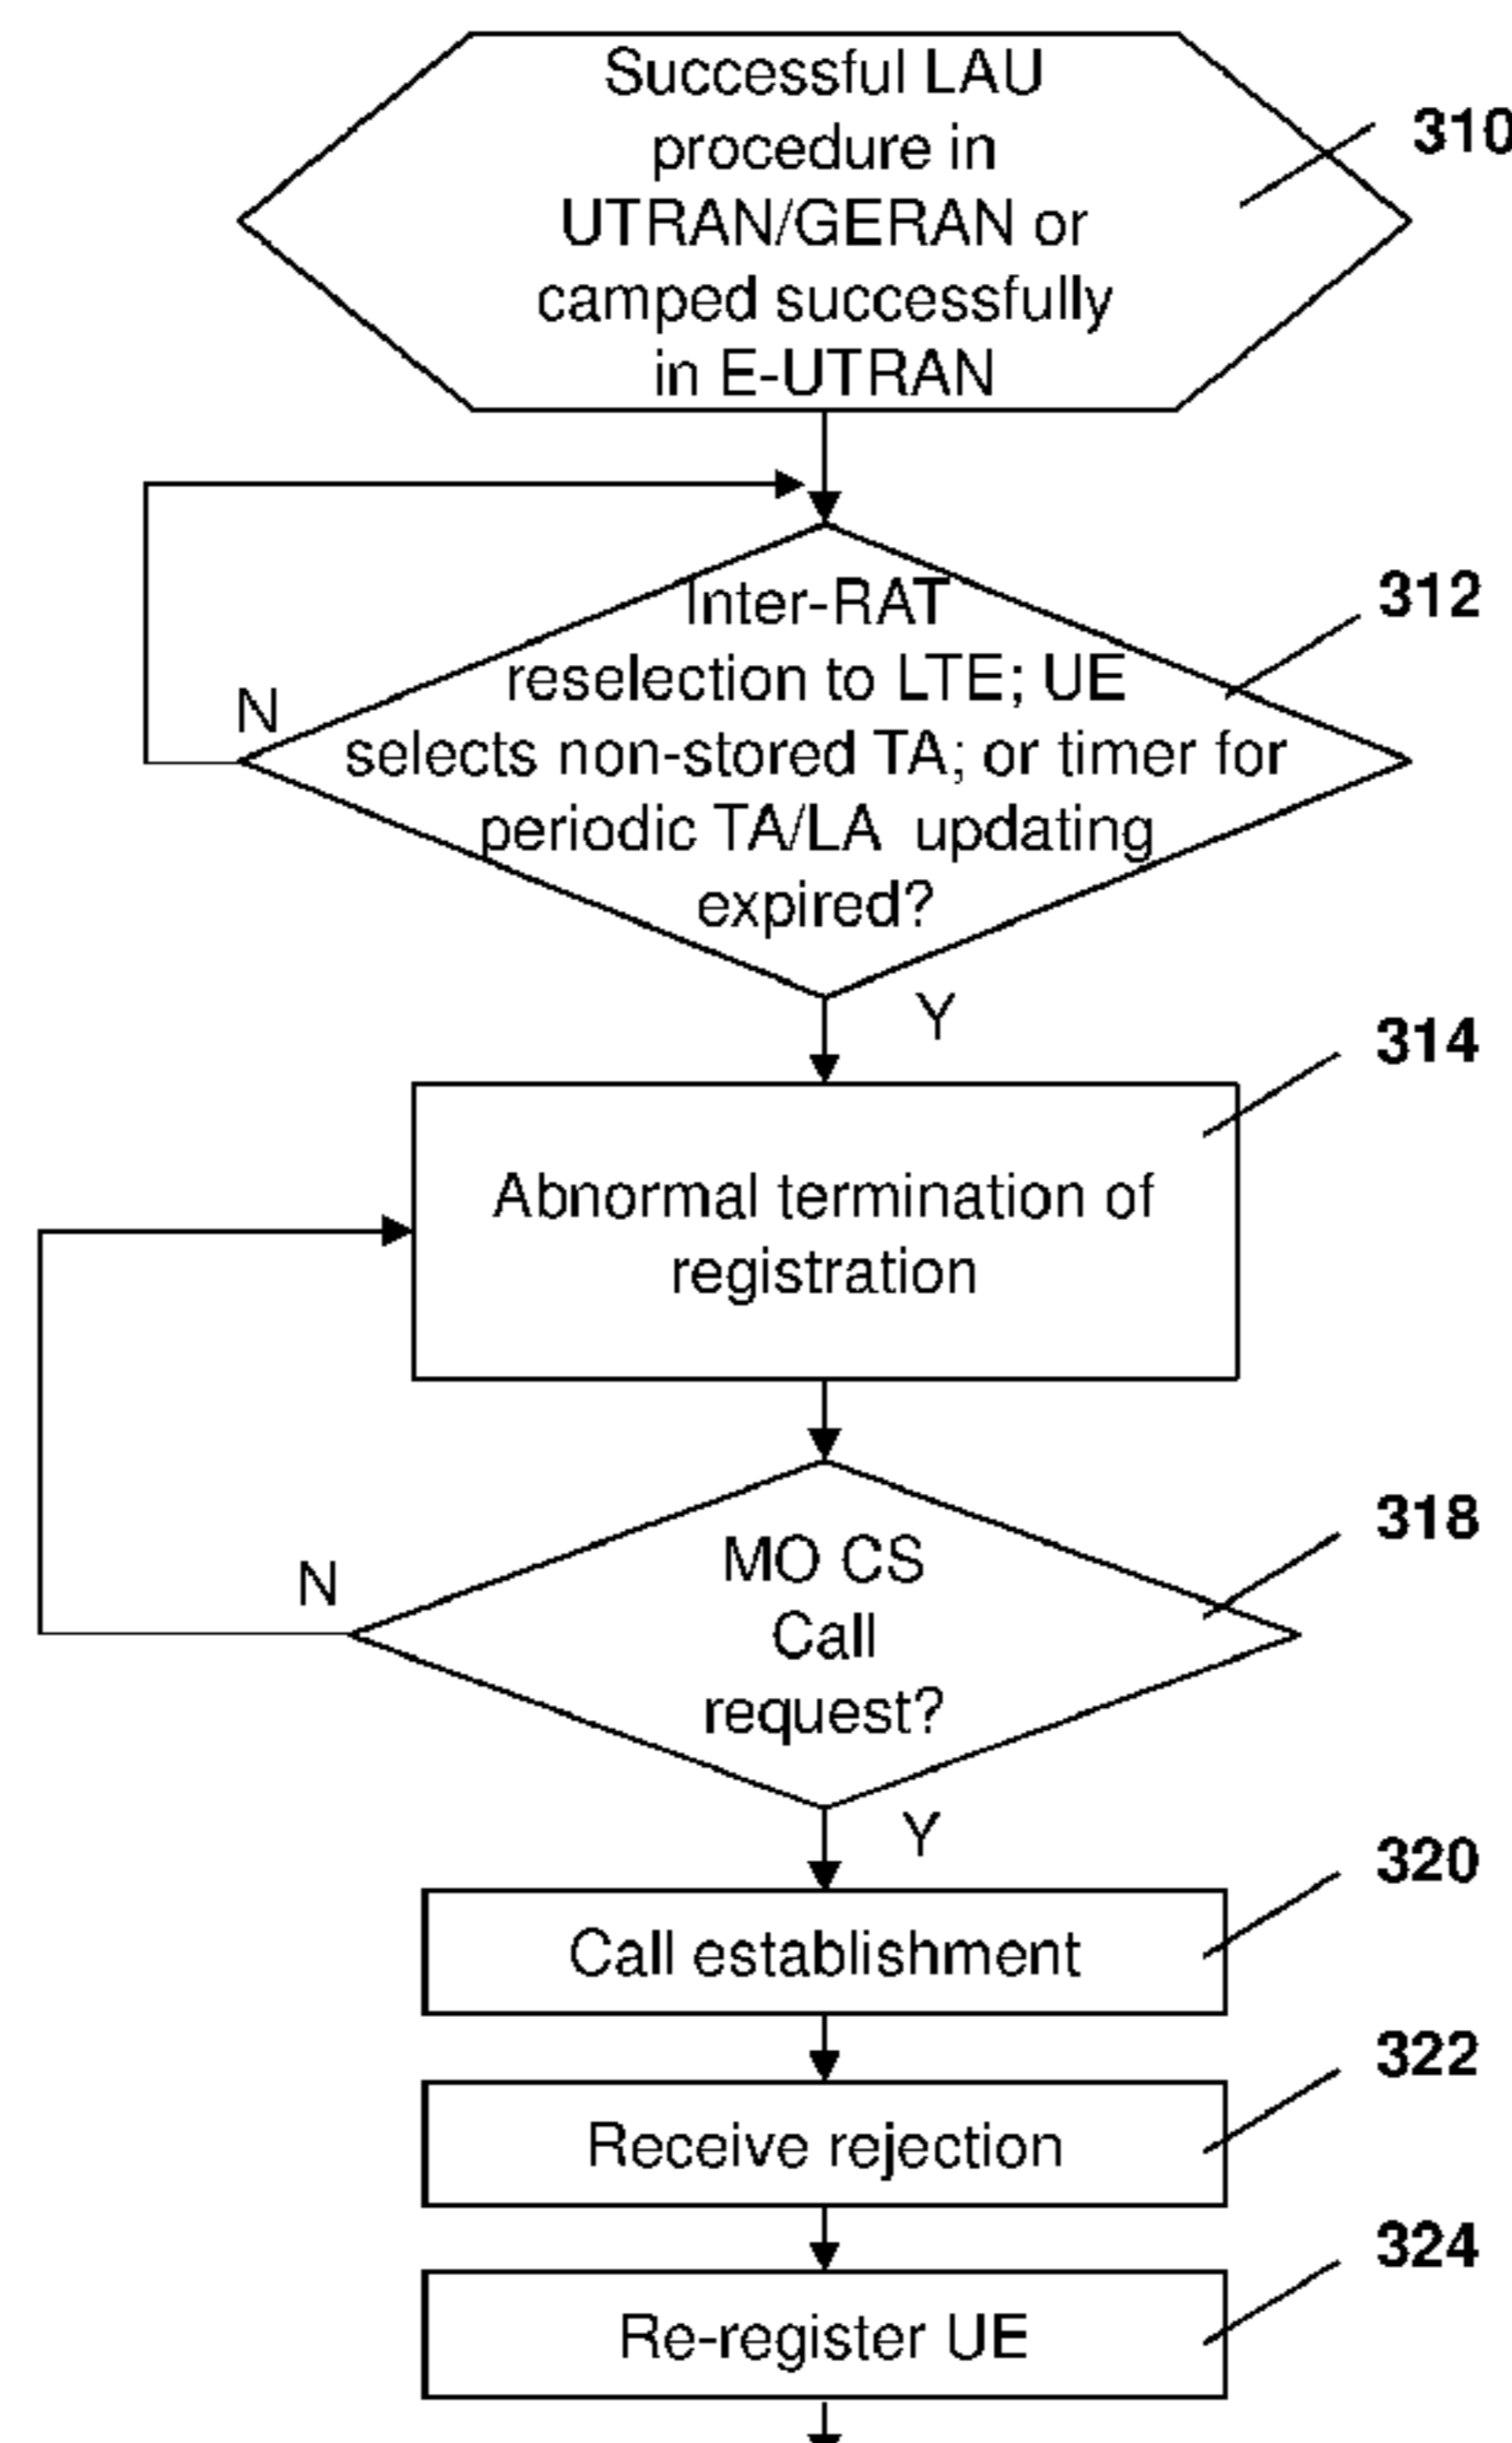 Successful LAU
procedure in
UTRAN/GERAN or
camped successfully
in E-UTRAN
310
Inter-RAT
reselection to LTE; UE
selects non-stored TA; or timer for
periodic TA/LA updating
expired?
312
N
Y
314
Abnormal termination of
registration
318
MO CS
Call
request?
N
Y
320
Call establishment
322
Receive rejection
324
Re-register UE